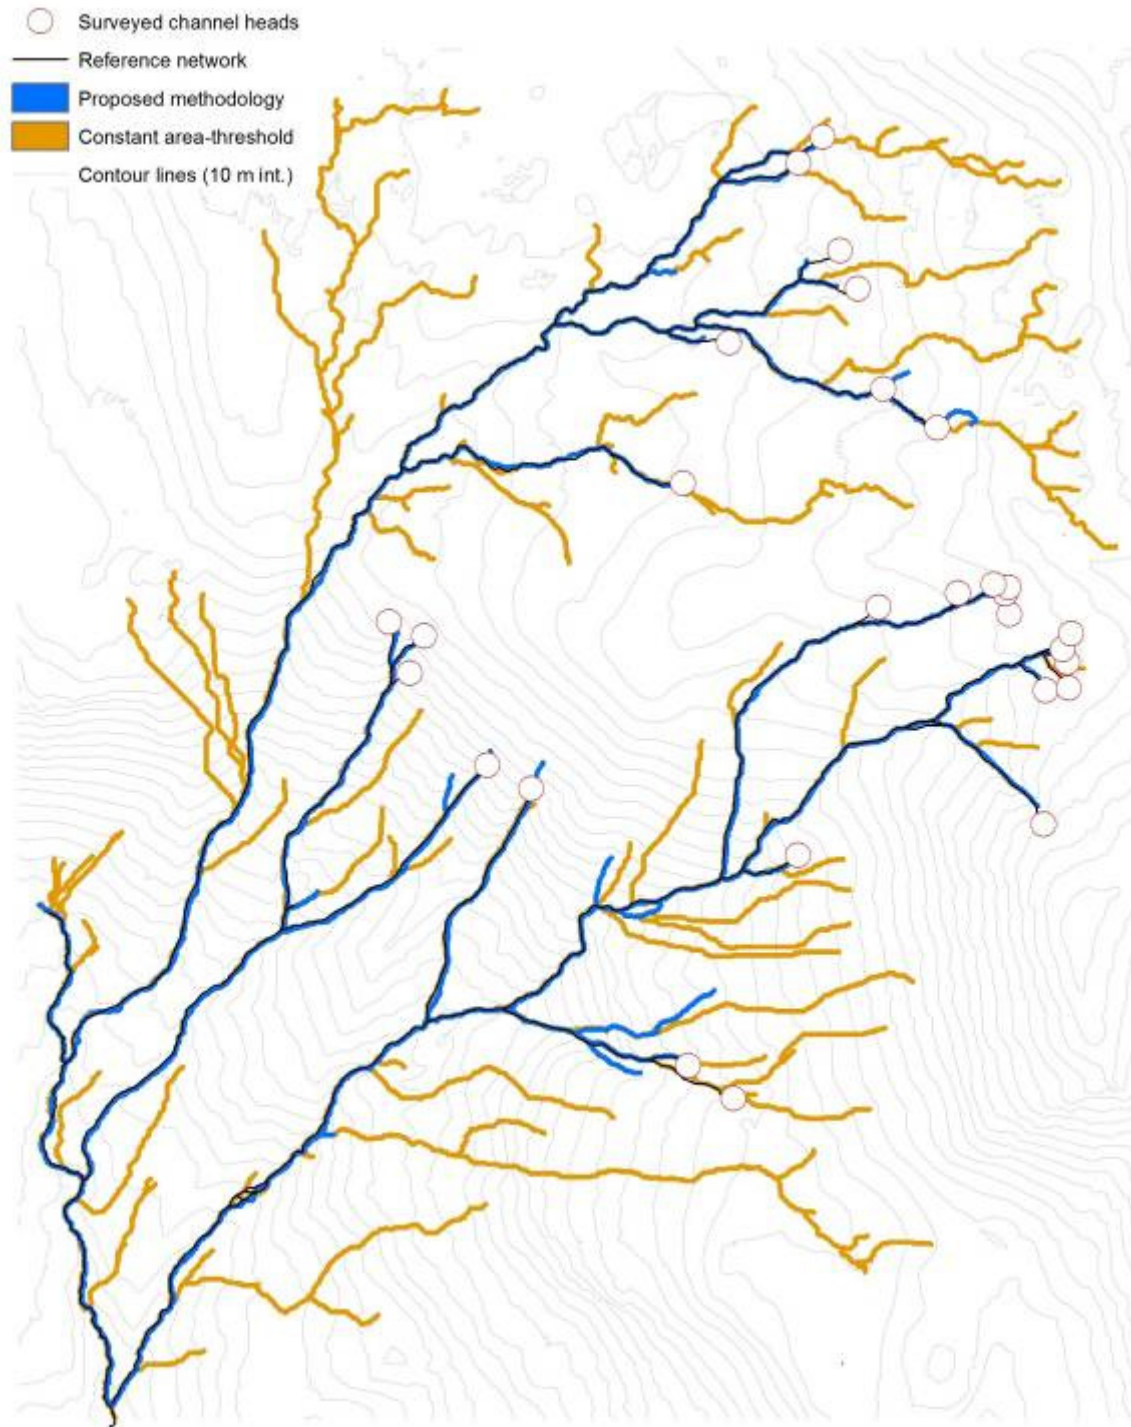 Surveyed channel heads
Reference network
Proposed methodology
Constant area-threshold
Contour lines (10 m int.)